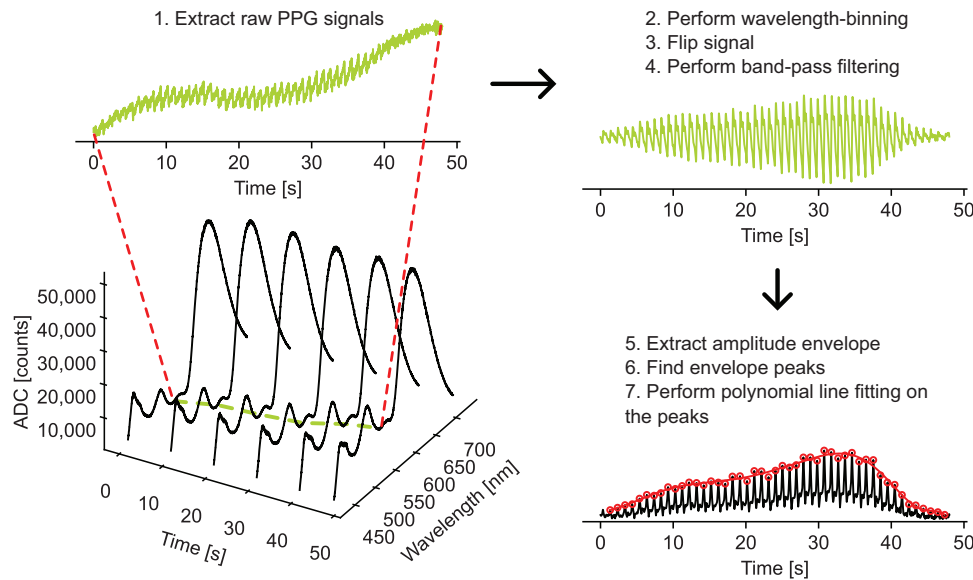 1. Extract raw PPG signals
0 10 20 30 40 50
Time [s]
2. Perform wavelength-binning
3. Flip signal
4. Perform band-pass filtering
0 10 20 30 40 50
Time [s]
ADC [counts]
50,000
40,000
30,000
20,000
10,000
0 10 20 30 40 50
Time [s]
450 500 550 600 650 700
Wavelength [nm]
5. Extract amplitude envelope
6. Find envelope peaks
7. Perform polynomial line fitting on
the peaks
0 10 20 30 40 50
Time [s]